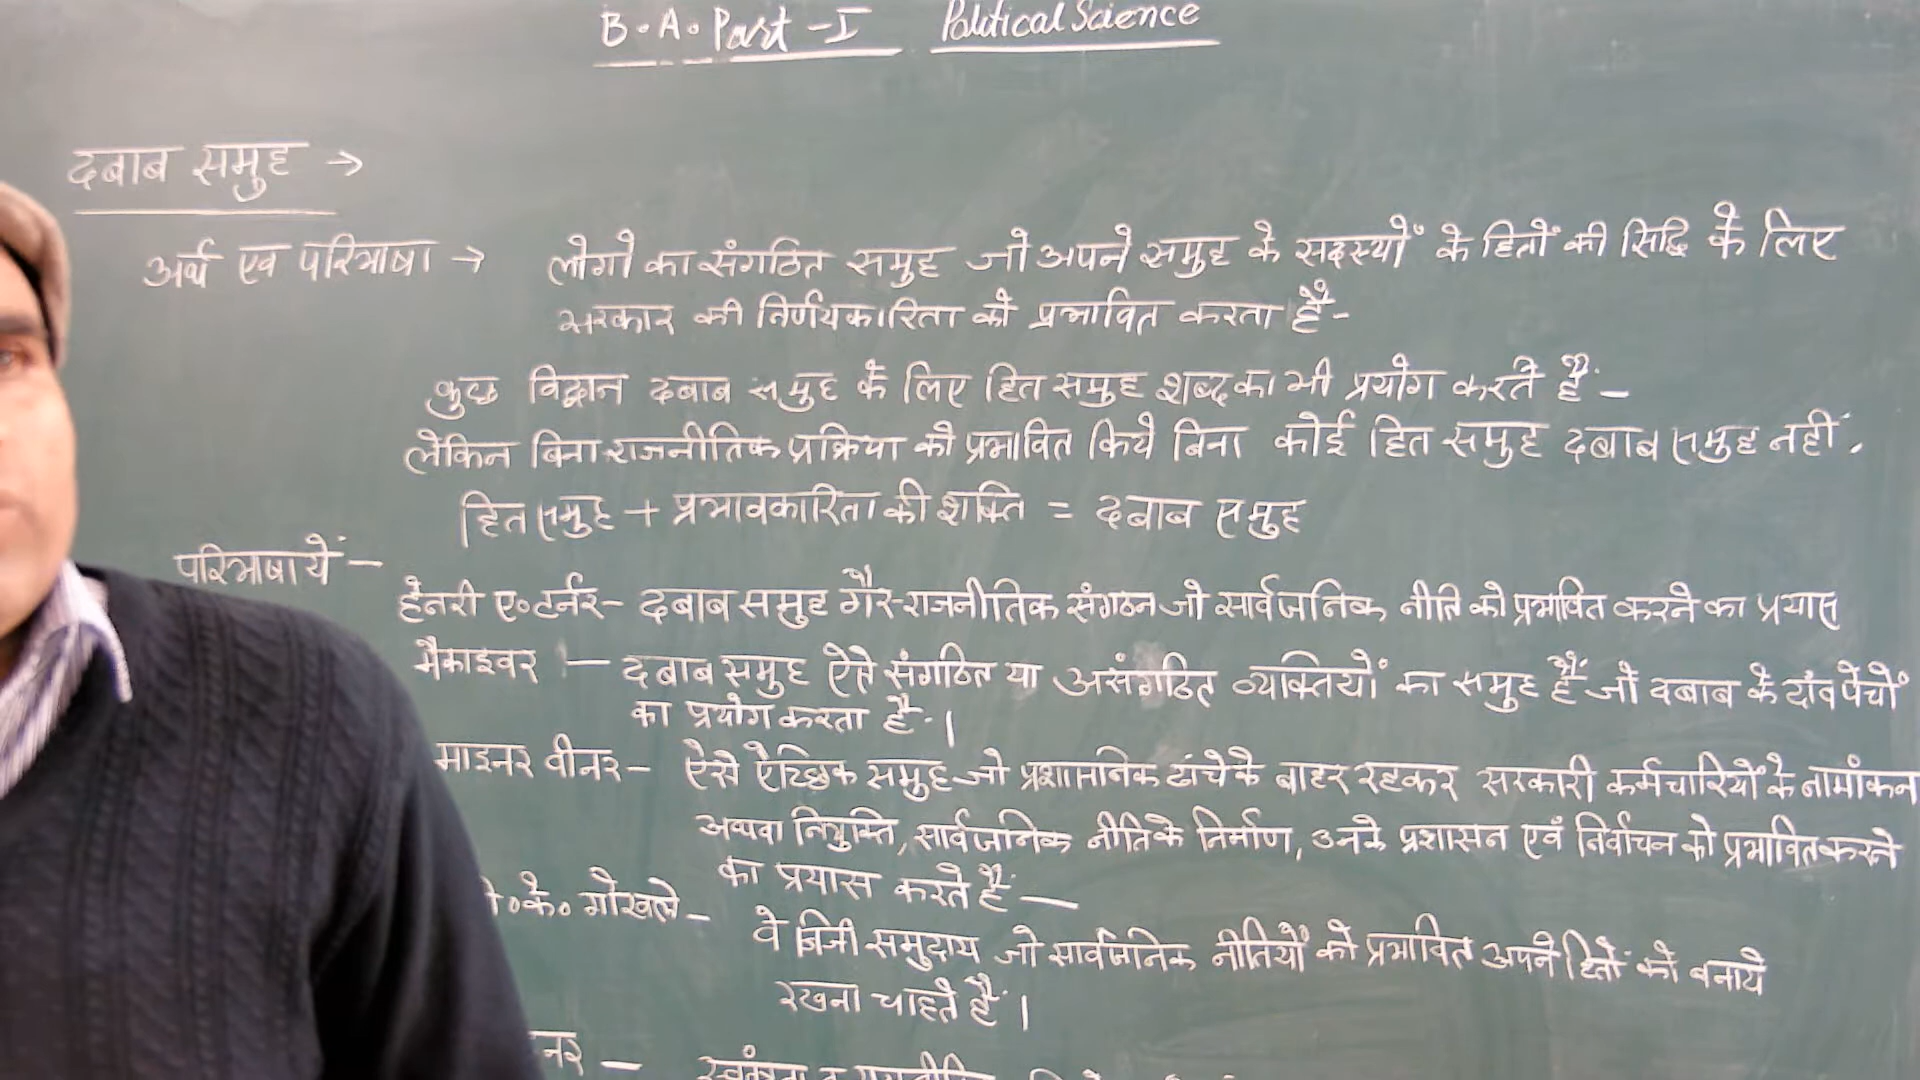 B.A. Part-I Political Science
दबाब समुह →
अर्थ एव परिभाषा → लोगो का संगठित समुह जो अपने समुह के सदस्यों के हितों की सिद्धि के लिए
सरकार की निर्णयकारिता को प्रभावित करता है -
कुछ विद्वान दबाब समुह के लिए हित समुह शब्द का भी प्रयोग करते हैं -
लेकिन बिना राजनीतिक प्रक्रिया को प्रभावित किये बिना कोई हित समुह दबाब समुह नहीं.
हित समुह + प्रभावकारिता की शक्ति = दबाब समुह
परिभाषायें -
हेनरी ए० टर्नर - दबाब समुह गैर-राजनीतिक संगठन जो सार्वजनिक नीति को प्रभावित करने का प्रयास
मैकाइवर - दबाब समुह ऐसे संगठित या असंगठित व्यक्तियों का समुह हैं जो दबाब के दांव पेंचों
का प्रयोग करता है.।
माइनर वीनर - ऐसे ऐच्छिक समुह जो प्रशासनिक ढांचे के बाहर रहकर सरकारी कर्मचारियों के नामांकन
अथवा नियुक्ति, सार्वजनिक नीति के निर्माण, उनके प्रशासन एवं निर्वाचन को प्रभावित करने
का प्रयास करते हैं -
के० गोखले - वे निजी समुदाय जो सार्वजनिक नीतियों को प्रभावित अपने हितों को बनाये
रखना चाहते हैं ।
नर -